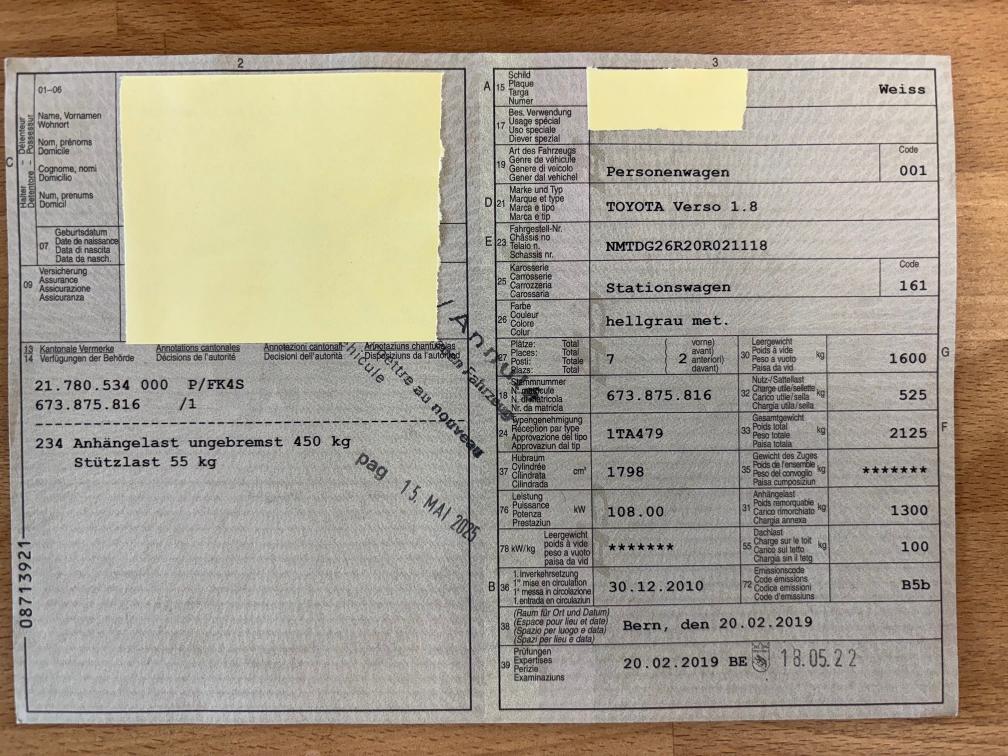 2
01–06
Name, Vornamen
Wohnort
Nom, prénoms
Domicile
Cognome, nomi
Domicilio
Num, prenums
Domicil
C
Halter Détenteur
Detentore Possessur
07
Geburtsdatum
Date de naissance
Data di nascita
Data da nasch.
09
Versicherung
Assurance
Assicurazione
Assicuranza
13 Kantonale Vermerke Annotations cantonales Annotazioni cantonali Annotaziuns chantunalas
14 Verfügungen der Behörde Décisions de l'autorité Decisioni dell'autorità Disposiziuns da l'autoritad
21.780.534 000 P/FK4S
673.875.816 /1
234 Anhängelast ungebremst 450 kg
Stützlast 55 kg
/ Annulé
en Fahrzeug
ettre au nouveau
hicule
pag 15. MAI 2025
08713921
3
A 15 Schild
Plaque
Targa
Numer
Weiss
17 Bes. Verwendung
Usage spécial
Uso speciale
Diever spezial
19 Art des Fahrzeugs
Genre de véhicule
Genere di veicolo
Gener dal vehichel
Personenwagen
Code
001
D 21 Marke und Typ
Marque et type
Marca e tipo
Marca e tip
TOYOTA Verso 1.8
E 23 Fahrgestell-Nr.
Châssis no
Telaio n.
Schassis nr.
NMTDG26R20R021118
25 Karosserie
Carrosserie
Carrozzeria
Carossaria
Stationswagen
Code
161
26 Farbe
Couleur
Colore
Colur
hellgrau met.
27 Plätze: Total
Places: Total
Posti: Totale
Plazs: Total
7
( vorne )
( avant) )
2 anteriori)
davant)
30 Leergewicht
Poids à vide
Peso a vuoto
Paisa da vid
kg
1600
G
18 Stammnummer
N° matricule
N. di matricola
Nr. da matricla
673.875.816
32 Nutz-/Sattellast
Charge utile/sellette
Carico utile/sella
Chargia utila/sella
kg
525
24 Typengenehmigung
Réception par type
Approvazione del tipo
Approvaziun dal tip
1TA479
33 Gesamtgewicht
Poids total
Peso totale
Paisa totala
kg
2125
F
37 Hubraum
Cylindrée
Cilindrata
Cilindrada
cm³
1798
35 Gewicht des Zuges
Poids de l'ensemble
Peso del convoglio
Paisa cumposiziun
kg
*******
76 Leistung
Puissance
Potenza
Prestaziun
kW
108.00
31 Anhängelast
Poids remorquable
Carico rimorchiato
Chargia annexa
kg
1300
78 kW/kg Leergewicht
poids à vide
peso a vuoto
paisa da vid
*******
55 Dachlast
Charge sur le toit
Carico sul tetto
Chargia sin il tetg
kg
100
B 36 1. Inverkehrsetzung
1re mise en circulation
1a messa in circolazione
1. entrada en circulaziun
30.12.2010
72 Emissionscode
Code émissions
Codice emissioni
Code d'emissiuns
B5b
38 (Raum für Ort und Datum)
(Espace pour lieu et date)
(Spazio per luogo e data)
(Spazi per lieu e data)
Bern, den 20.02.2019
39 Prüfungen
Expertises
Perizie
Examinaziuns
20.02.2019 BE 18.05.22